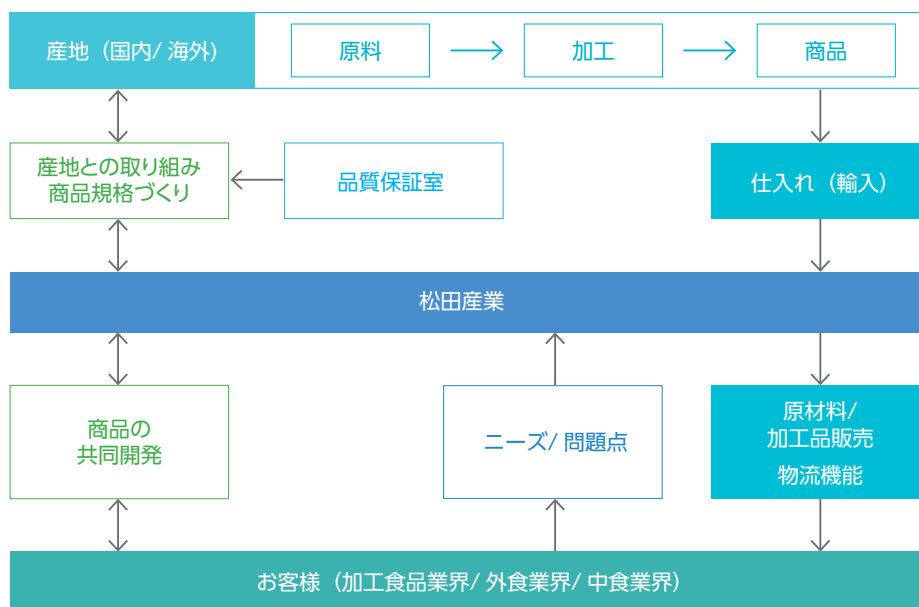 産地（国内/ 海外）
原料
加工
商品
産地との取り組み
商品規格づくり
品質保証室
仕入れ（輸入）
松田産業
商品の
共同開発
ニーズ/ 問題点
原材料/
加工品販売
物流機能
お客様（加工食品業界/ 外食業界/ 中食業界）